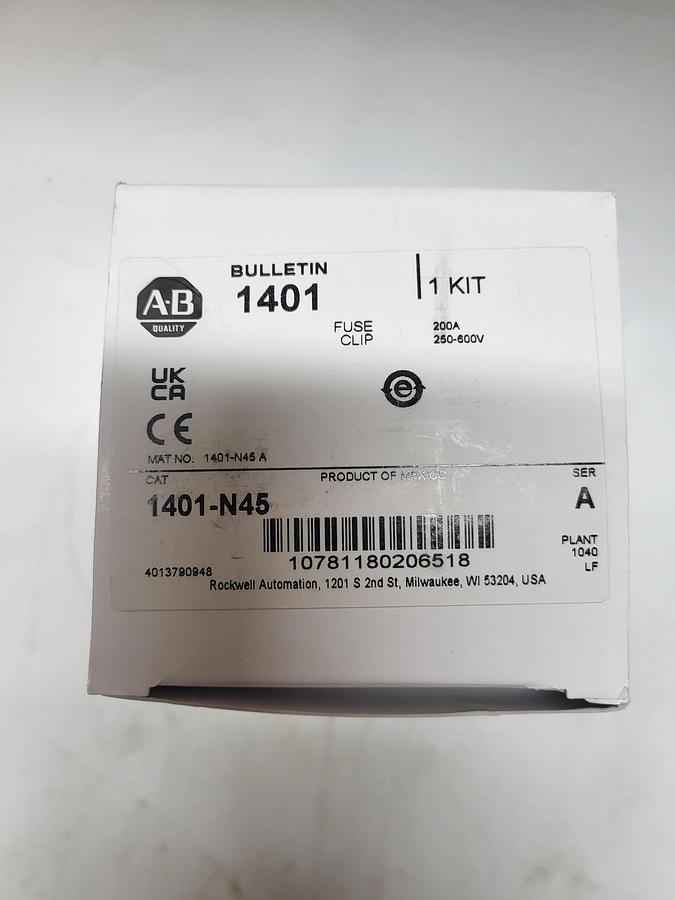 BULLETIN
1401
1 KIT
A-B
QUALITY
FUSE
CLIP
200A
250-600V
UK
CA
e
CE
MAT NO. 1401-N45 A
CAT
PRODUCT OF MEXICO
SER
1401-N45
A
10781180206518
PLANT
1040
LF
4013790948
Rockwell Automation, 1201 S 2nd St, Milwaukee, WI 53204, USA